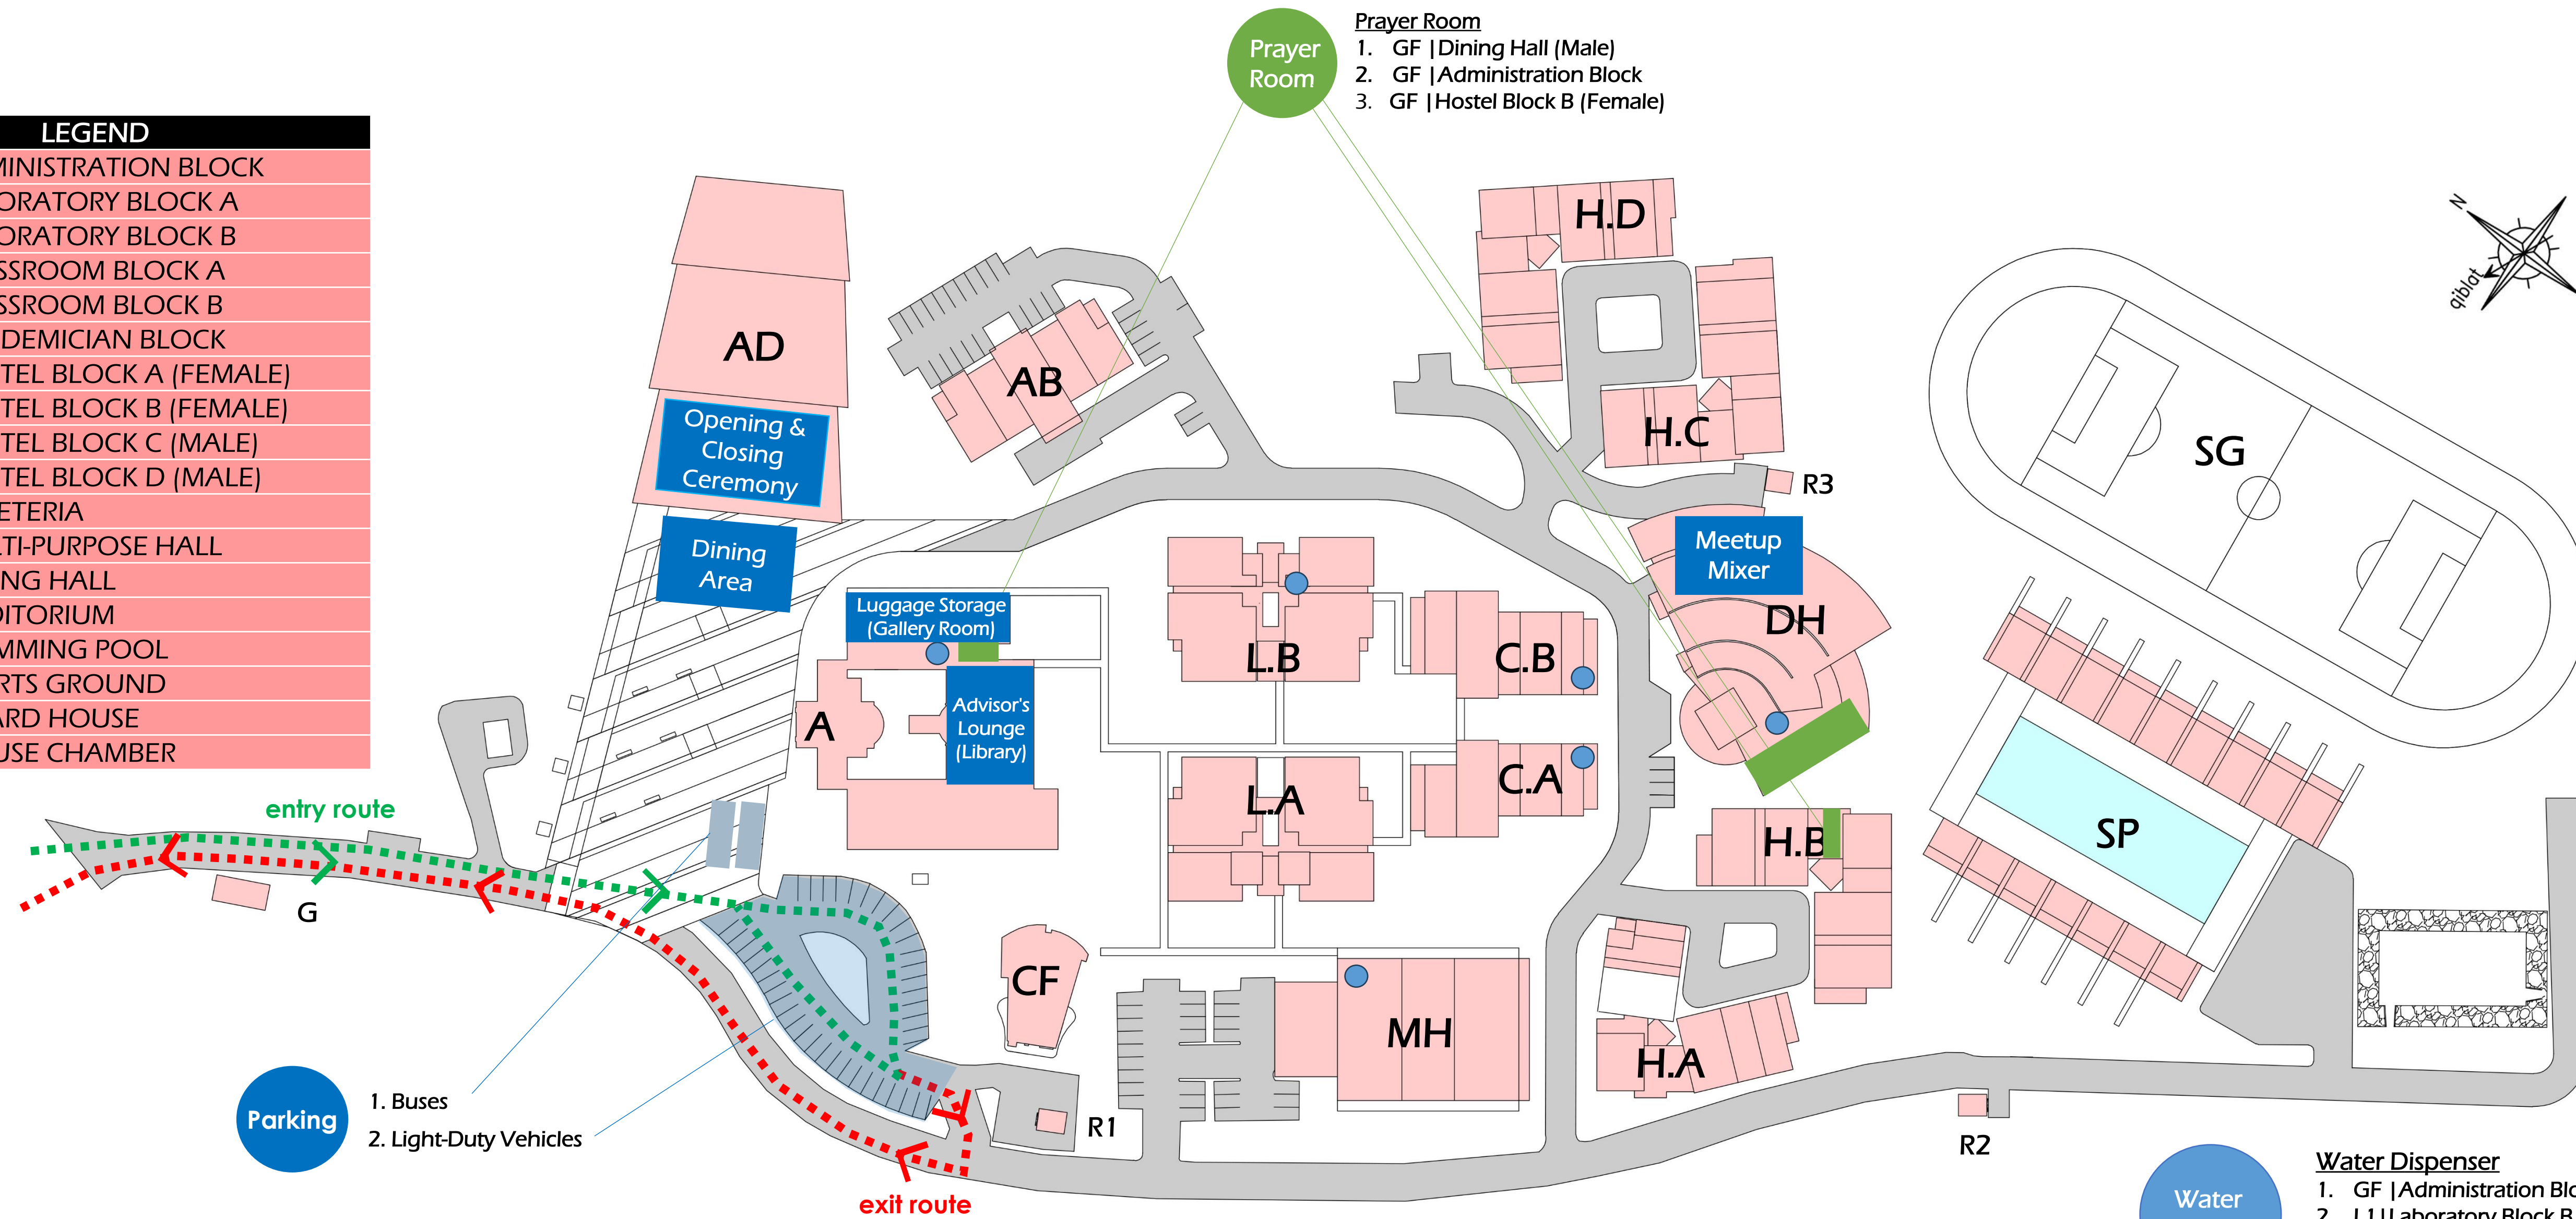 Prayer
Room
Prayer Room
1. GF |Dining Hall (Male)
2. GF |Administration Block
3. GF |Hostel Block B (Female)
LEGEND
MINISTRATION BLOCK
ORATORY BLOCK A
ORATORY BLOCK B
SSROOM BLOCK A
SSROOM BLOCK B
DEMICIAN BLOCK
TEL BLOCK A (FEMALE)
TEL BLOCK B (FEMALE)
TEL BLOCK C (MALE)
TEL BLOCK D (MALE)
ETERIA
LTI-PURPOSE HALL
NG HALL
DITORIUM
MMING POOL
RTS GROUND
ARD HOUSE
USE CHAMBER
N
qiblat
H.D
AD
AB
Opening &
Closing
Ceremony
H.C
SG
R3
Dining
Area
Meetup
Mixer
Luggage Storage
(Gallery Room)
DH
L.B
C.B
A
Advisor's
Lounge
(Library)
L.A
C.A
entry route
H.B
SP
G
CF
MH
H.A
Parking
1. Buses
2. Light-Duty Vehicles
R1
R2
exit route
Water
Water Dispenser
1. GF |Administration Blo
2. L1|Laboratory Block B